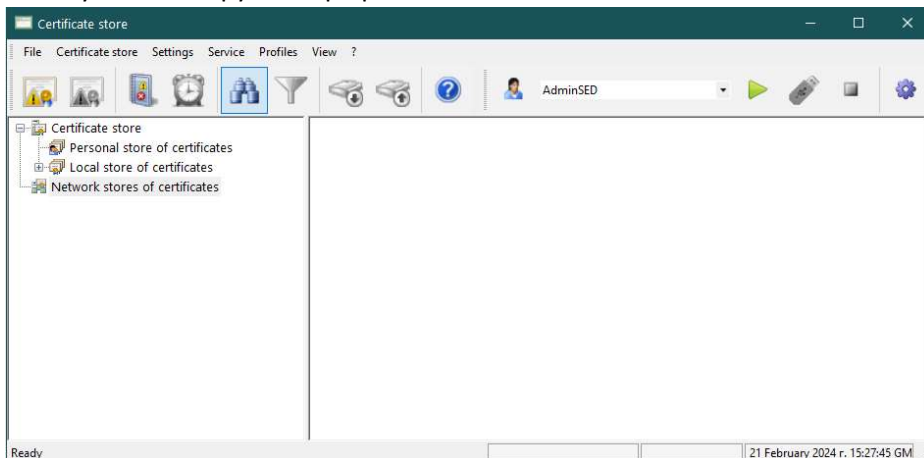 Certificate store
File Certificate store Settings Service Profiles View ?
AdminSED
Certificate store
Personal store of certificates
Local store of certificates
Network stores of certificates
Ready
21 February 2024 г. 15:27:45 GM